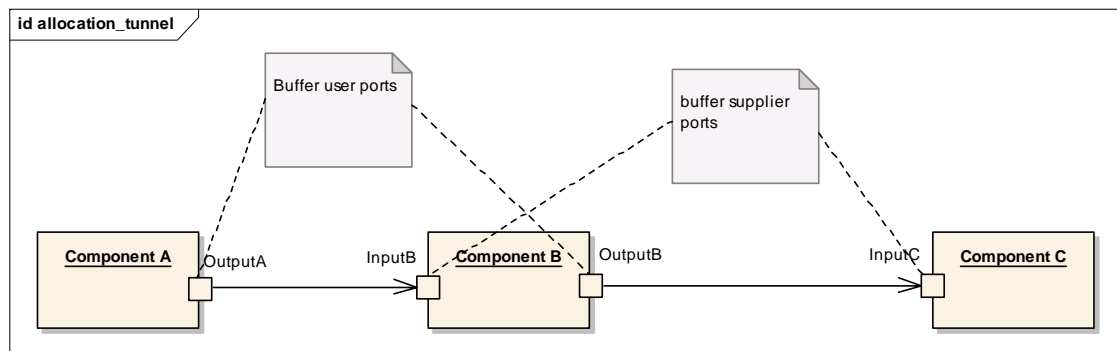 id allocation_tunnel
Buffer user ports
buffer supplier
ports
Component A
OutputA
InputB
Component B
OutputB
InputC
Component C